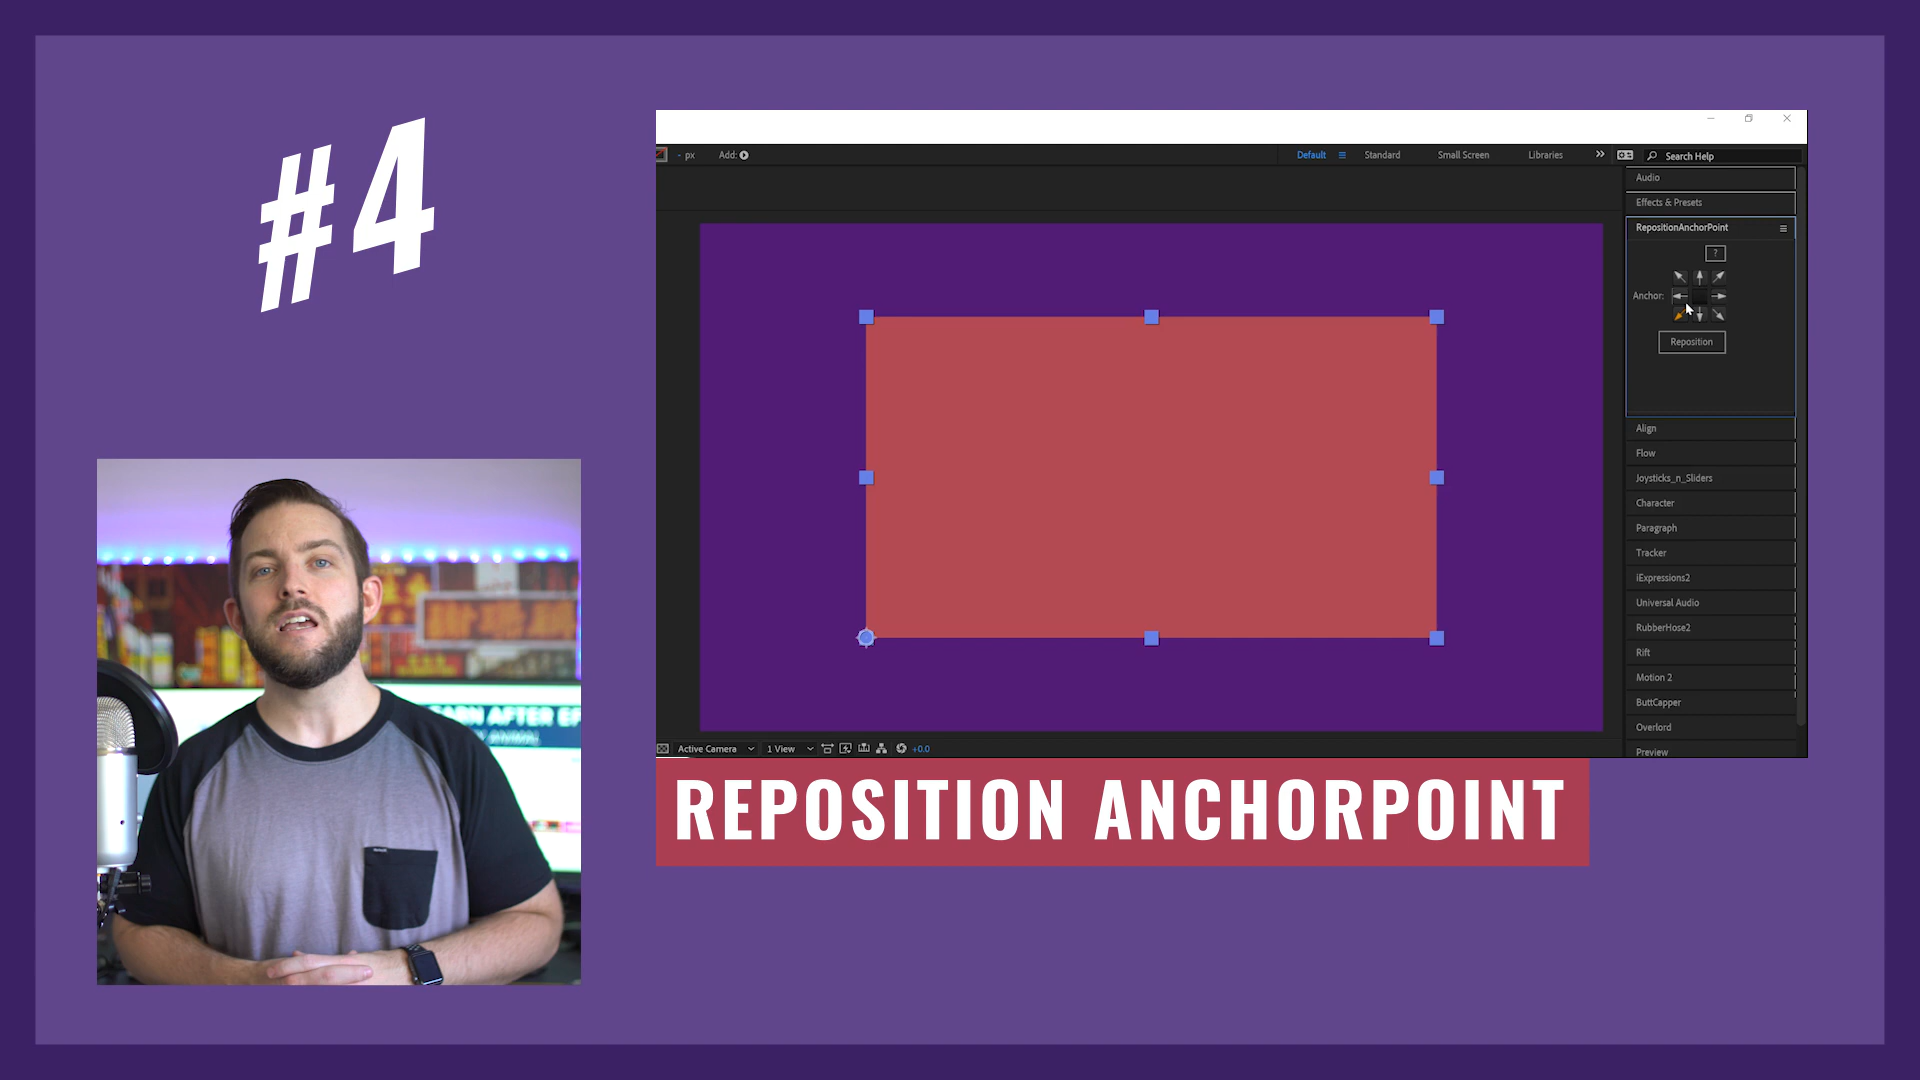 #4
- px Add:
Default Standard Small Screen Libraries Search Help
Audio
Effects & Presets
RepositionAnchorPoint
?
Anchor:
Reposition
Align
Flow
Joysticks_n_Sliders
Character
Paragraph
Tracker
iExpressions2
Universal Audio
RubberHose2
Rift
Motion 2
ButtCapper
Overlord
Preview
Active Camera 1 View +0.0
REPOSITION ANCHORPOINT
AFTER